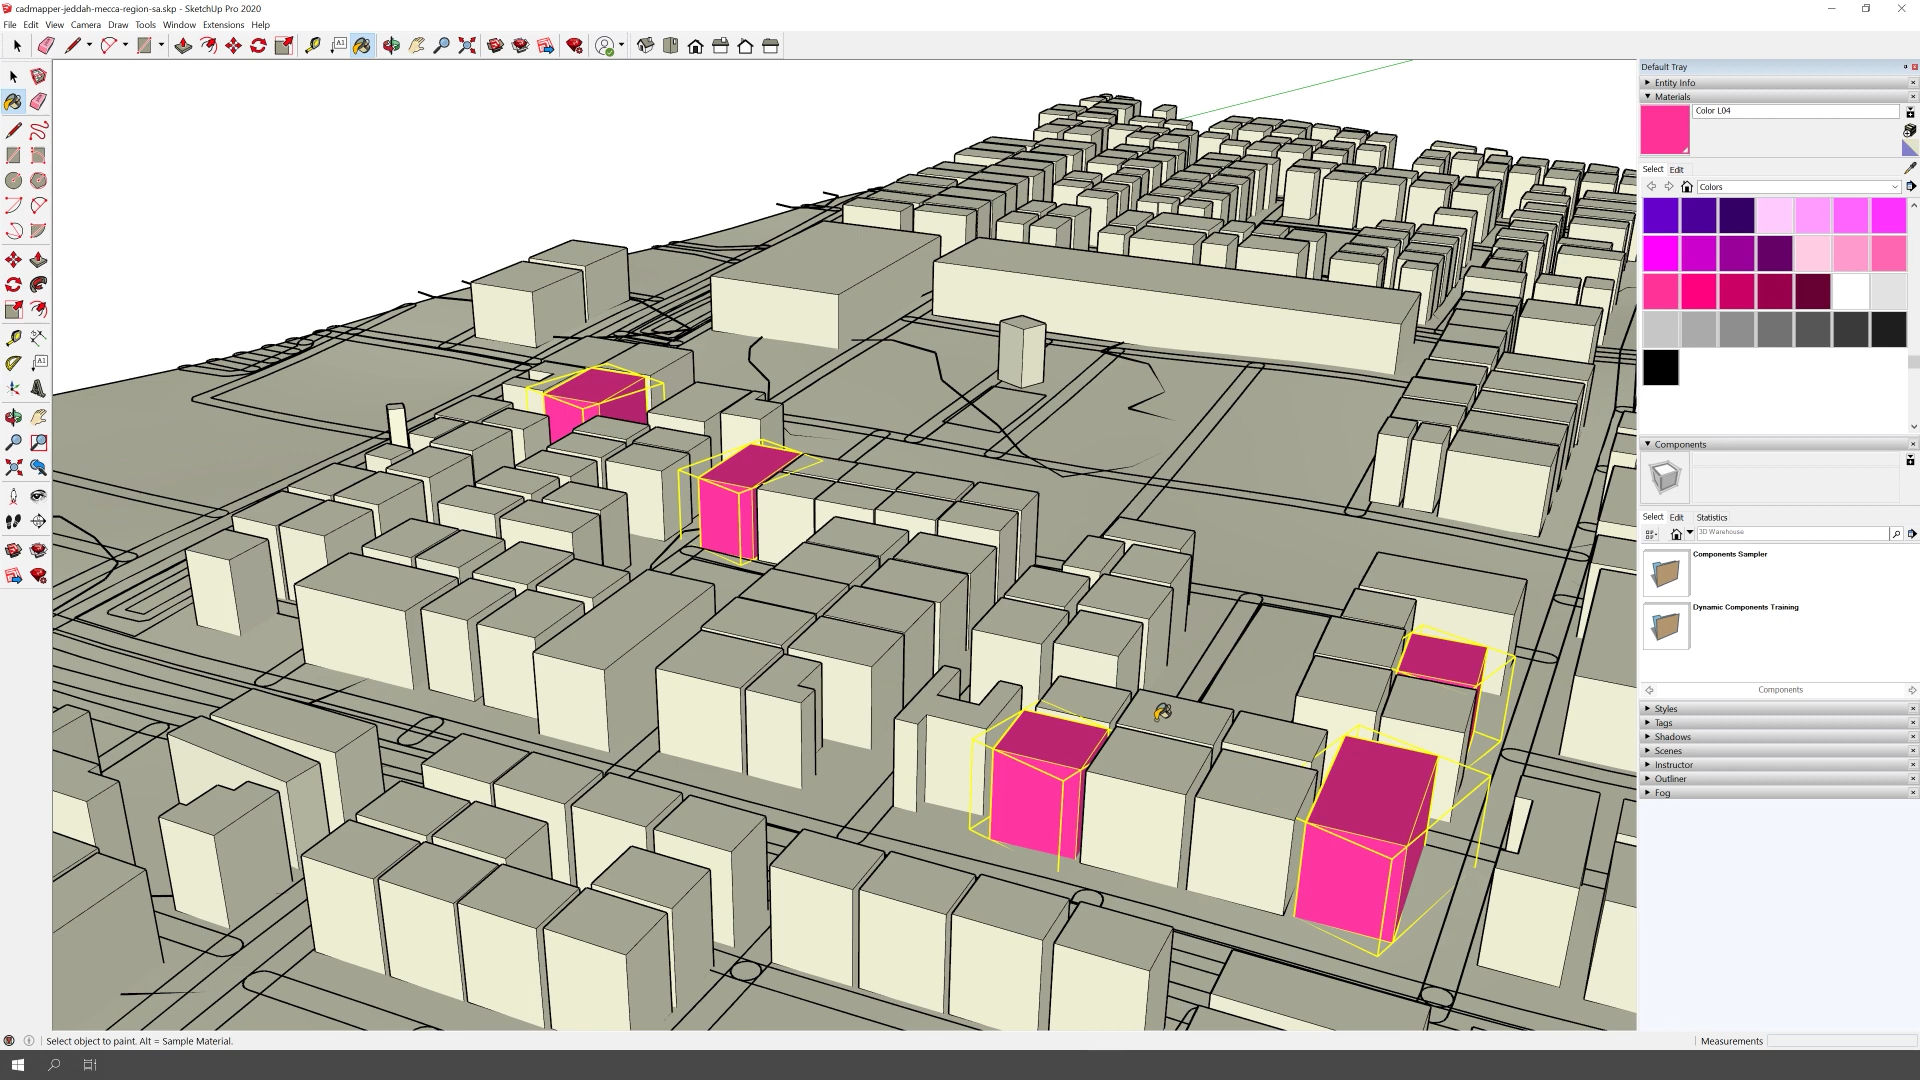 cadmapper-jeddah-mecca-region-sa.skp - SketchUp Pro 2020
File Edit View Camera Draw Tools Window Extensions Help
A1
Default Tray
Entity Info
Materials
Color L04
Select Edit
Colors
A1
Components
Select Edit Statistics
3D Warehouse
Components Sampler
Dynamic Components Training
Components
Styles
Tags
Shadows
Scenes
Instructor
Outliner
Fog
Select object to paint. Alt = Sample Material.
Measurements